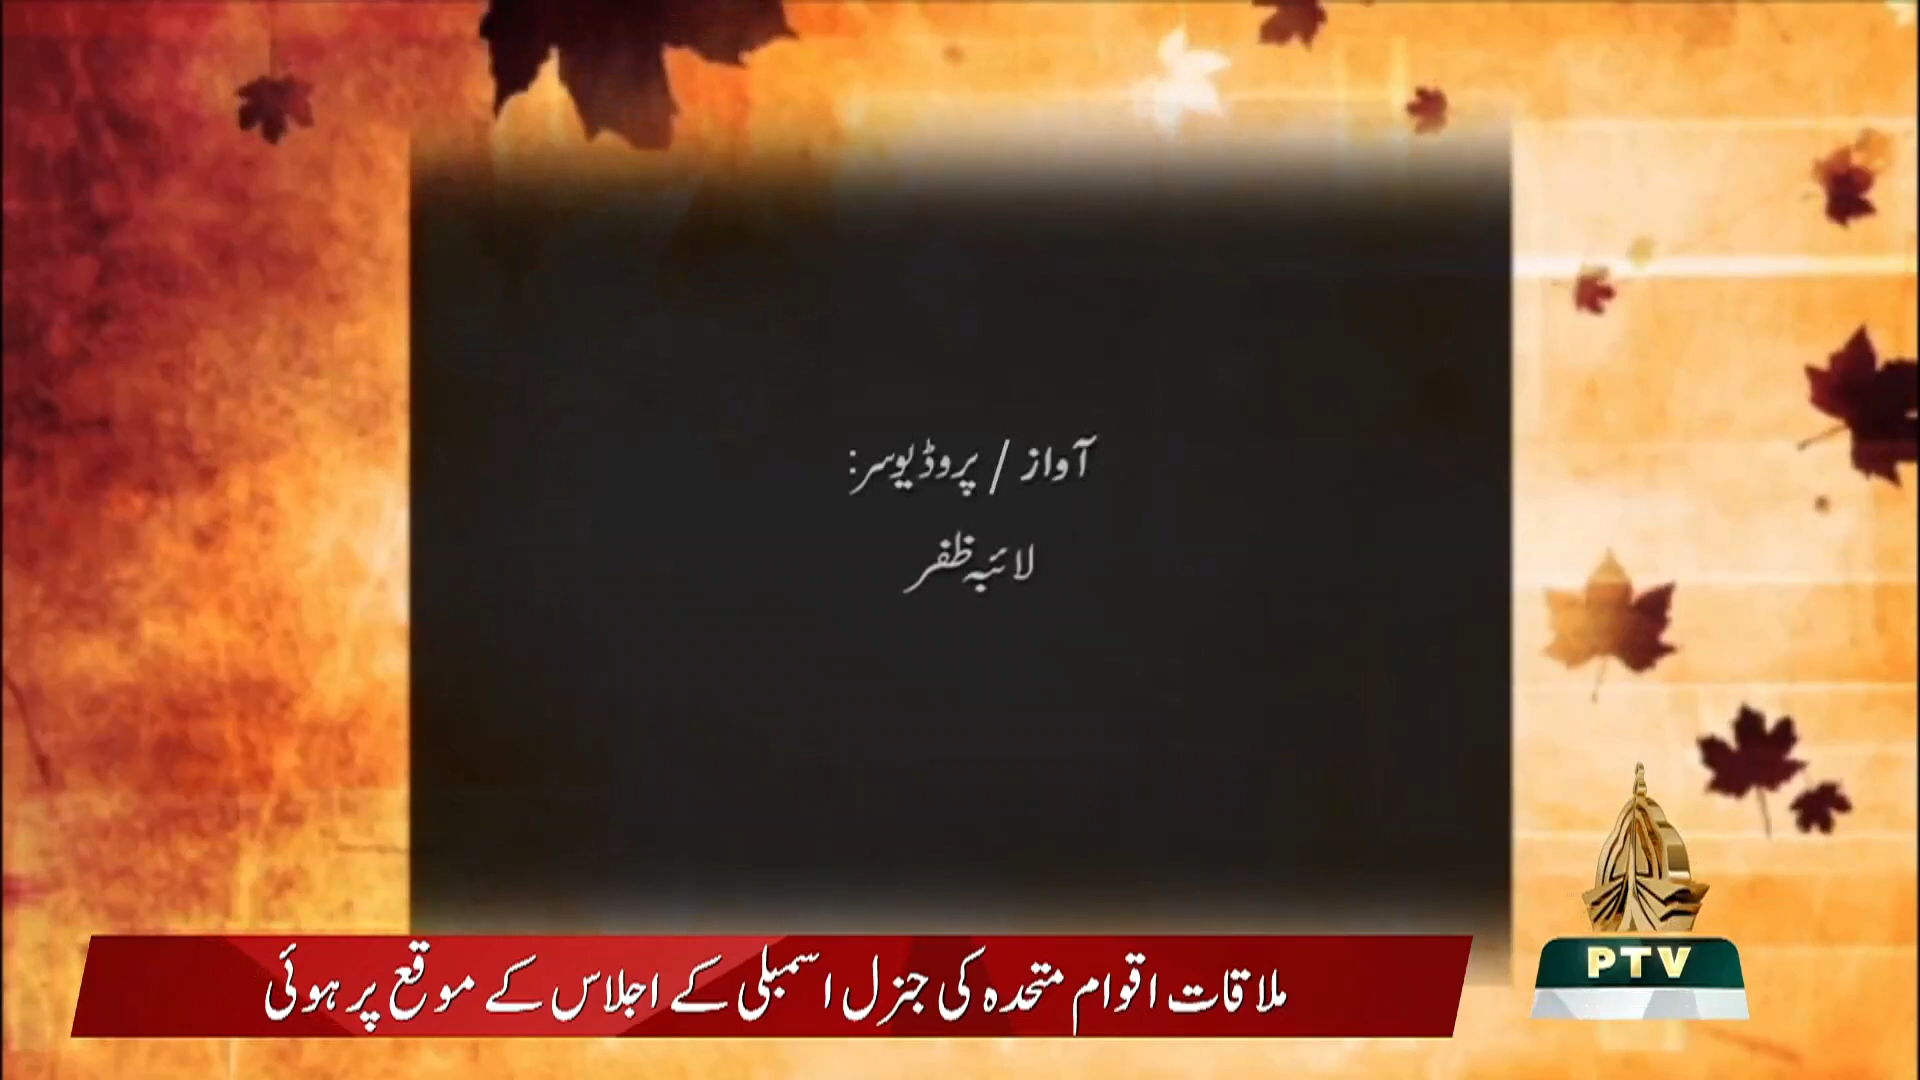 آواز / پروڈیوسر:
لائبہ ظفر
ملاقات اقوام متحدہ کی جنرل اسمبلی کے اجلاس کے موقع پر ہوئی
PTV